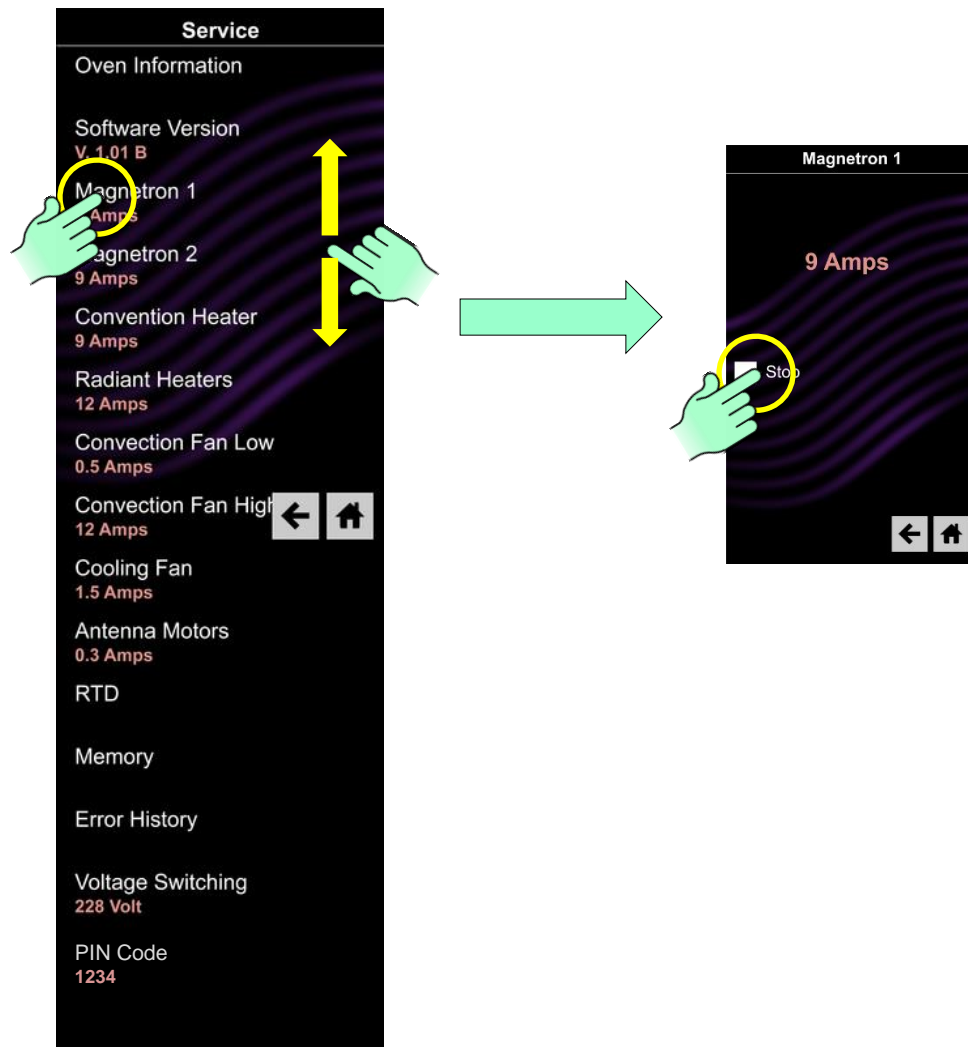 Service
Oven Information
Software Version
V. 1.01 B
Magnetron 1
Amps
Magnetron 2
9 Amps
Convention Heater
9 Amps
Radiant Heaters
12 Amps
Convection Fan Low
0.5 Amps
Convection Fan High
12 Amps
Cooling Fan
1.5 Amps
Antenna Motors
0.3 Amps
RTD
Memory
Error History
Voltage Switching
228 Volt
PIN Code
1234
Magnetron 1
9 Amps
Stop